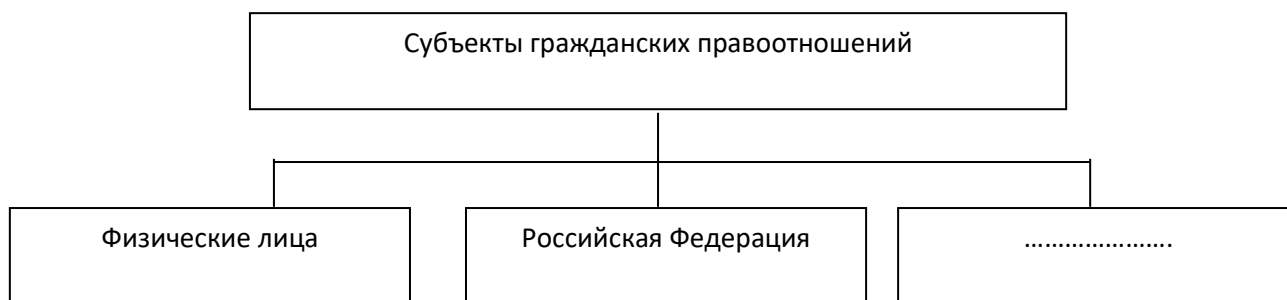 Субъекты гражданских правоотношений
Физические лица
Российская Федерация
………………….